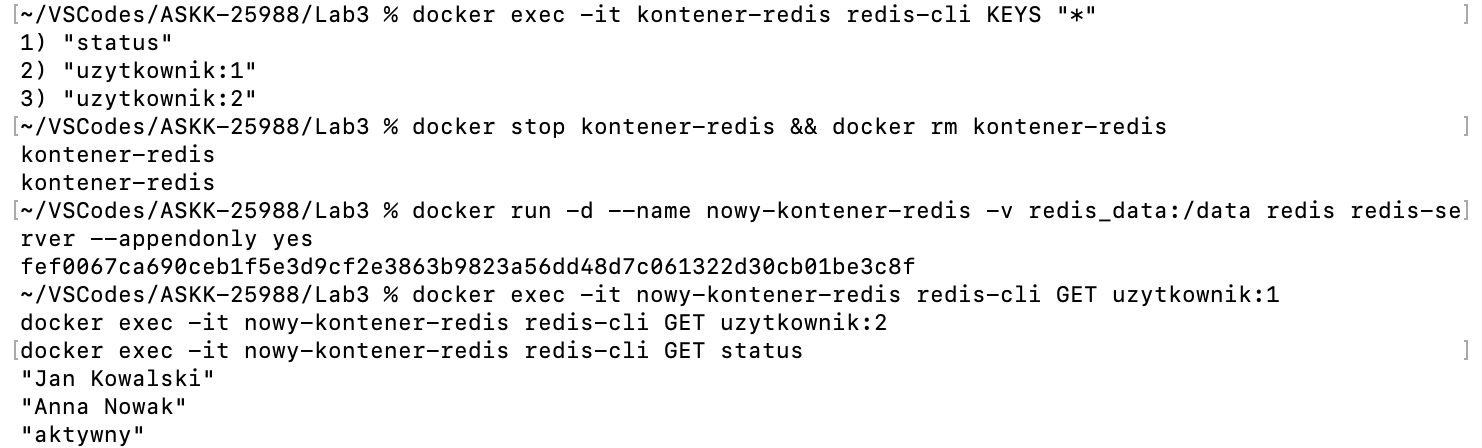 [~/VSCodes/ASKK-25988/Lab3 % docker exec -it kontener-redis redis-cli KEYS "*" ]
1) "status"
2) "uzytkownik:1"
3) "uzytkownik:2"
[~/VSCodes/ASKK-25988/Lab3 % docker stop kontener-redis && docker rm kontener-redis ]
kontener-redis
kontener-redis
[~/VSCodes/ASKK-25988/Lab3 % docker run -d --name nowy-kontener-redis -v redis_data:/data redis redis-se]
rver --appendonly yes
fef0067ca690ceb1f5e3d9cf2e3863b9823a56dd48d7c061322d30cb01be3c8f
~/VSCodes/ASKK-25988/Lab3 % docker exec -it nowy-kontener-redis redis-cli GET uzytkownik:1
docker exec -it nowy-kontener-redis redis-cli GET uzytkownik:2
[docker exec -it nowy-kontener-redis redis-cli GET status ]
"Jan Kowalski"
"Anna Nowak"
"aktywny"